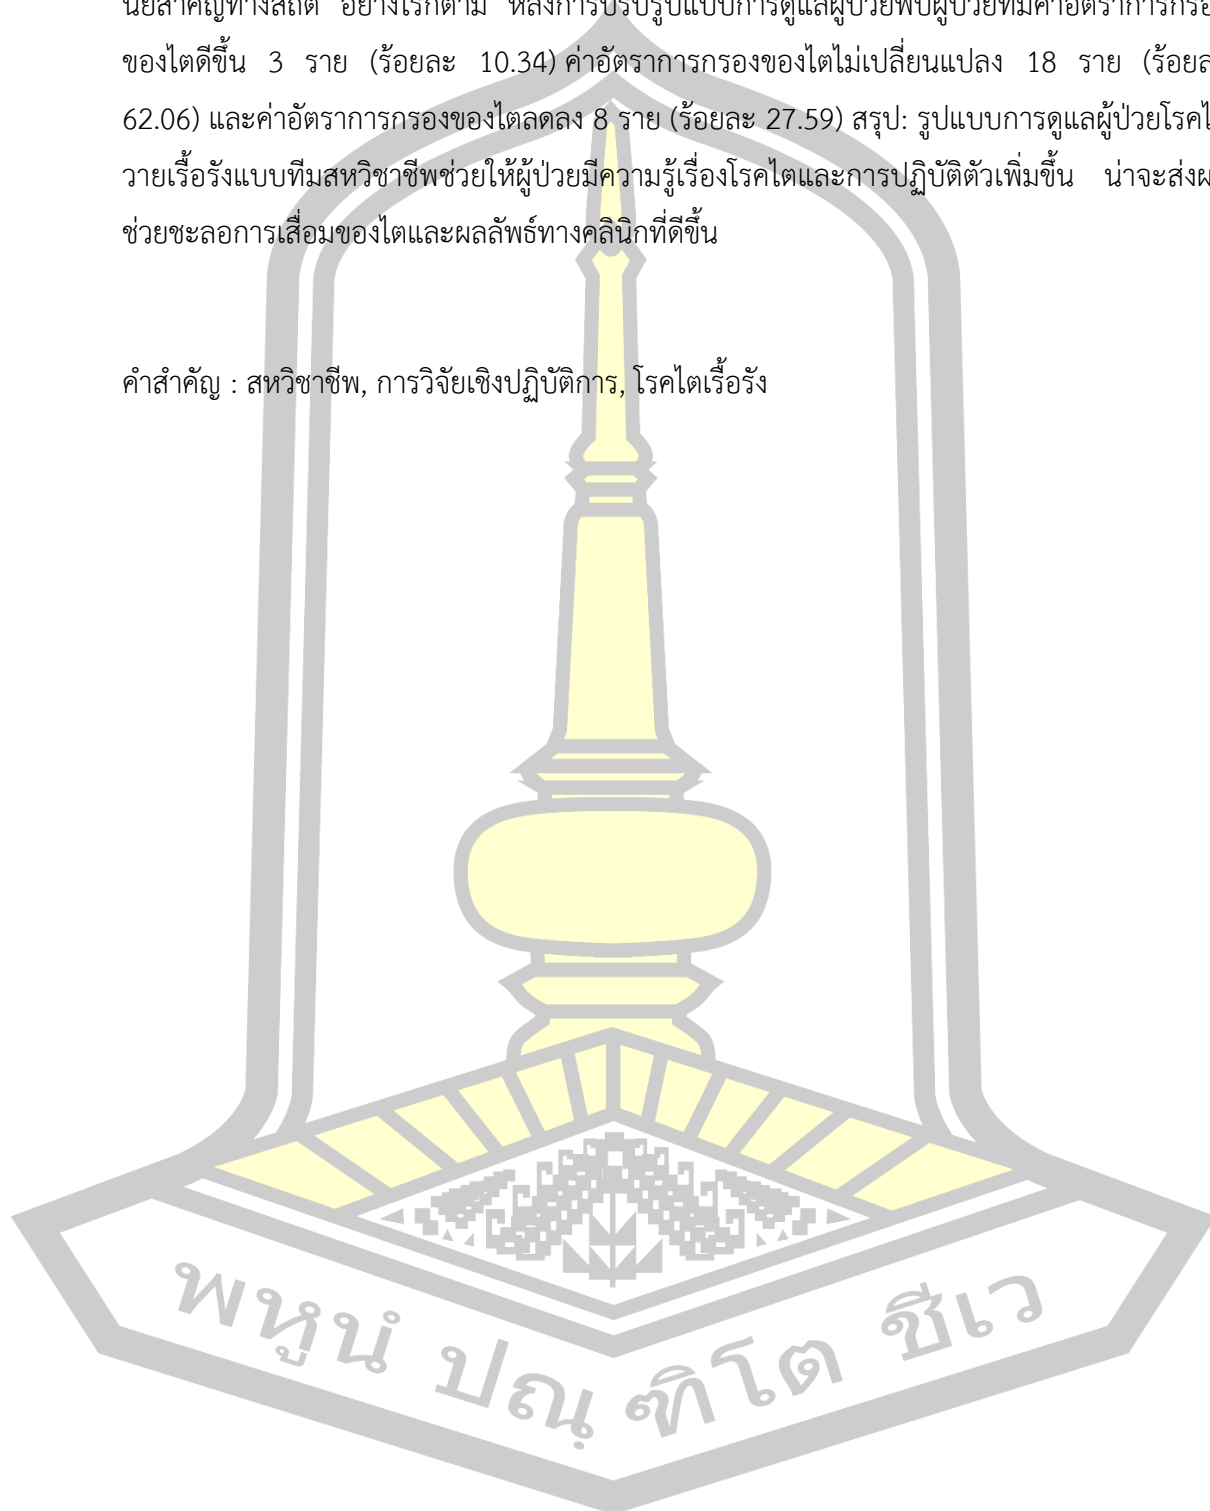 นัยสำคัญทางสถิติ อย่างไรก็ตาม หลังการปรับรูปแบบการดูแลผู้ป่วยพบผู้ป่วยที่มีค่าอัตราการกรอ
ของไตดีขึ้น 3 ราย (ร้อยละ 10.34) ค่าอัตราการกรองของไตไม่เปลี่ยนแปลง 18 ราย (ร้อยล
62.06) และค่าอัตราการกรองของไตลดลง 8 ราย (ร้อยละ 27.59) สรุป: รูปแบบการดูแลผู้ป่วยโรคไ
วายเรื้อรังแบบทีมสหวิชาชีพช่วยให้ผู้ป่วยมีความรู้เรื่องโรคไตและการปฏิบัติตัวเพิ่มขึ้น น่าจะส่งผ
ช่วยชะลอการเสื่อมของไตและผลลัพธ์ทางคลินิกที่ดีขึ้น
คำสำคัญ : สหวิชาชีพ, การวิจัยเชิงปฏิบัติการ, โรคไตเรื้อรัง
พหูนํ ปณฺฑิโต ชีเว